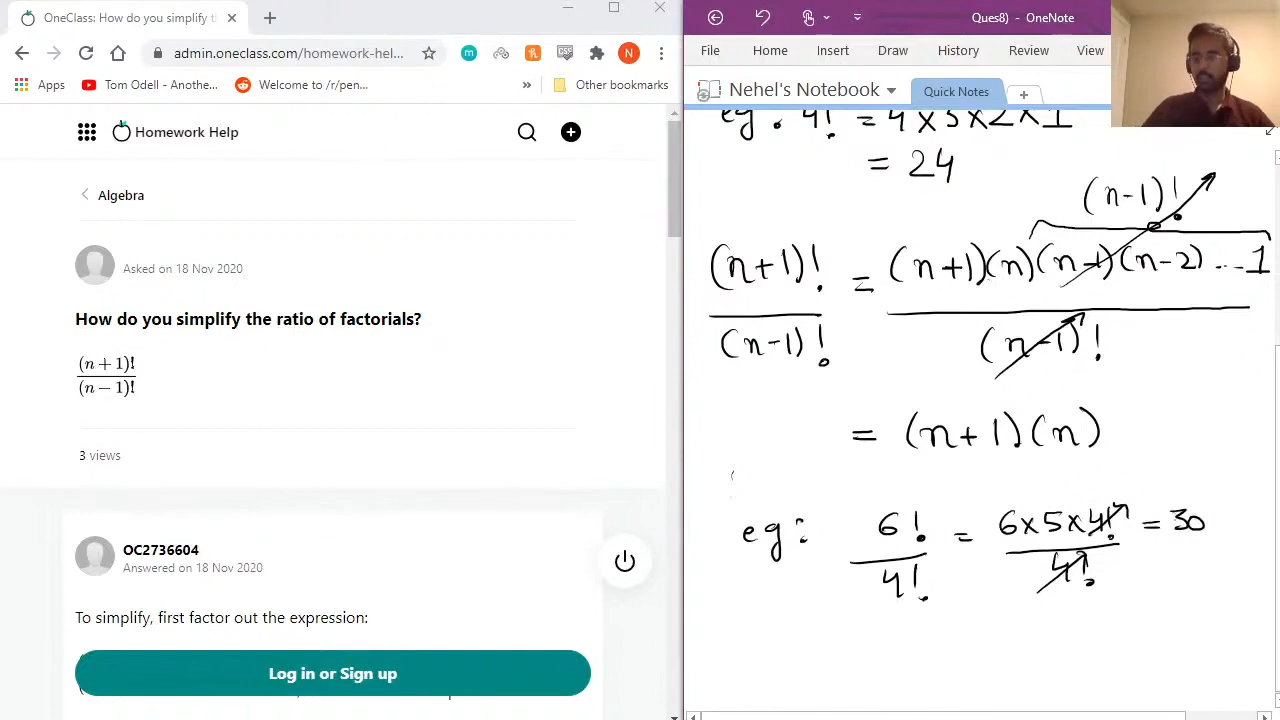 OneClass: How do you simplify t
admin.oneclass.com/homework-hel...
N
Apps
Tom Odell - Anothe...
Welcome to /r/pen...
»
Other bookmarks
Homework Help
Algebra
Asked on 18 Nov 2020
How do you simplify the ratio of factorials?
(n + 1)!
(n − 1)!
3 views
OC2736604
Answered on 18 Nov 2020
To simplify, first factor out the expression:
Log in or Sign up
Ques8) - OneNote
File Home Insert Draw History Review View
Nehel's Notebook
Quick Notes
eg. 4! = 4 × 3 × 2 × 1
= 24
(n-1)!
(n+1)! = (n+1)(n)(n-1)(n-2) ... 1
(n-1)! (n-1)!
= (n+1)(n)
eg: 6! = 6×5×4! = 30
4! 4!